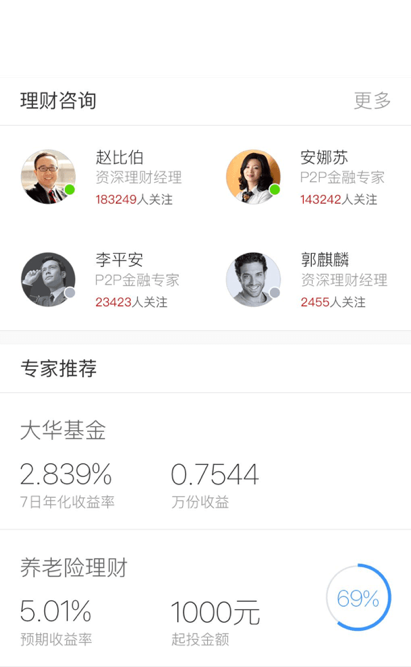 理财咨询 更多
赵比伯 安娜苏
资深理财经理 P2P金融专家
183249人关注 143242人关注
李平安 郭麒麟
P2P金融专家 资深理财经理
23423人关注 2455人关注
专家推荐
大华基金
2.839% 0.7544
7日年化收益率 万份收益
养老险理财
5.01% 1000元 69%
预期收益率 起投金额